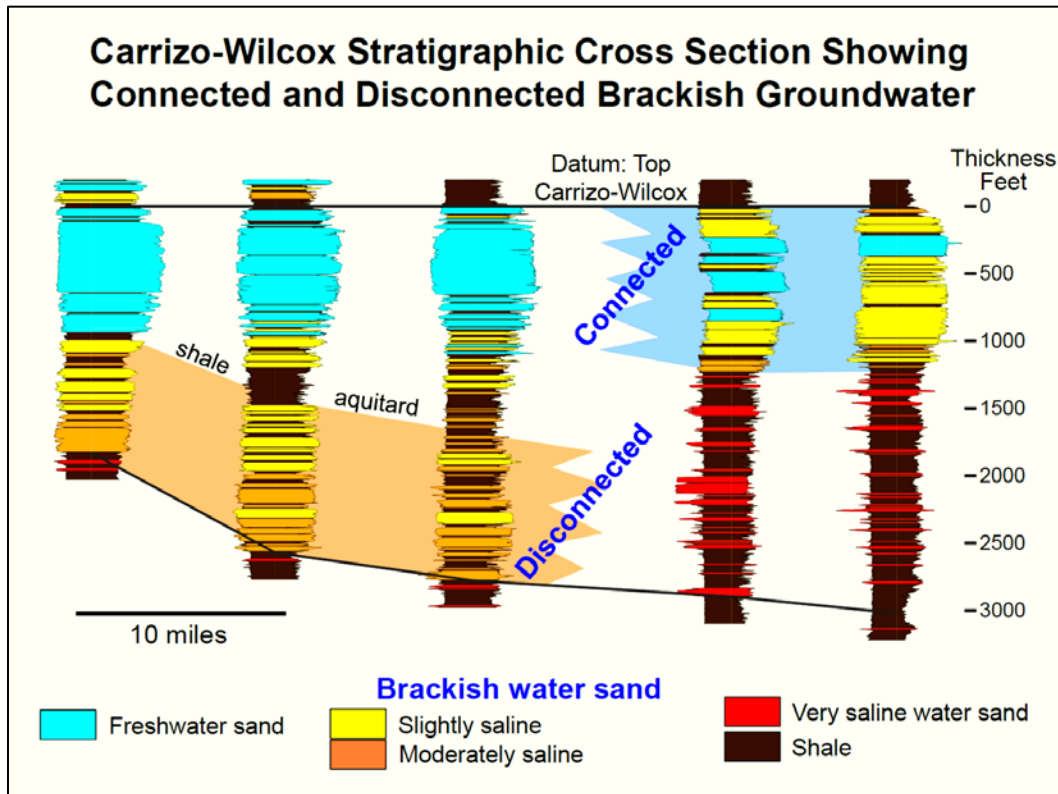 Carrizo-Wilcox Stratigraphic Cross Section Showing
Connected and Disconnected Brackish Groundwater
Datum: Top
Carrizo-Wilcox
Thickness
Feet
0
500
1000
1500
2000
2500
3000
Connected
shale
aquitard
Disconnected
10 miles
Brackish water sand
Freshwater sand
Slightly saline
Moderately saline
Very saline water sand
Shale